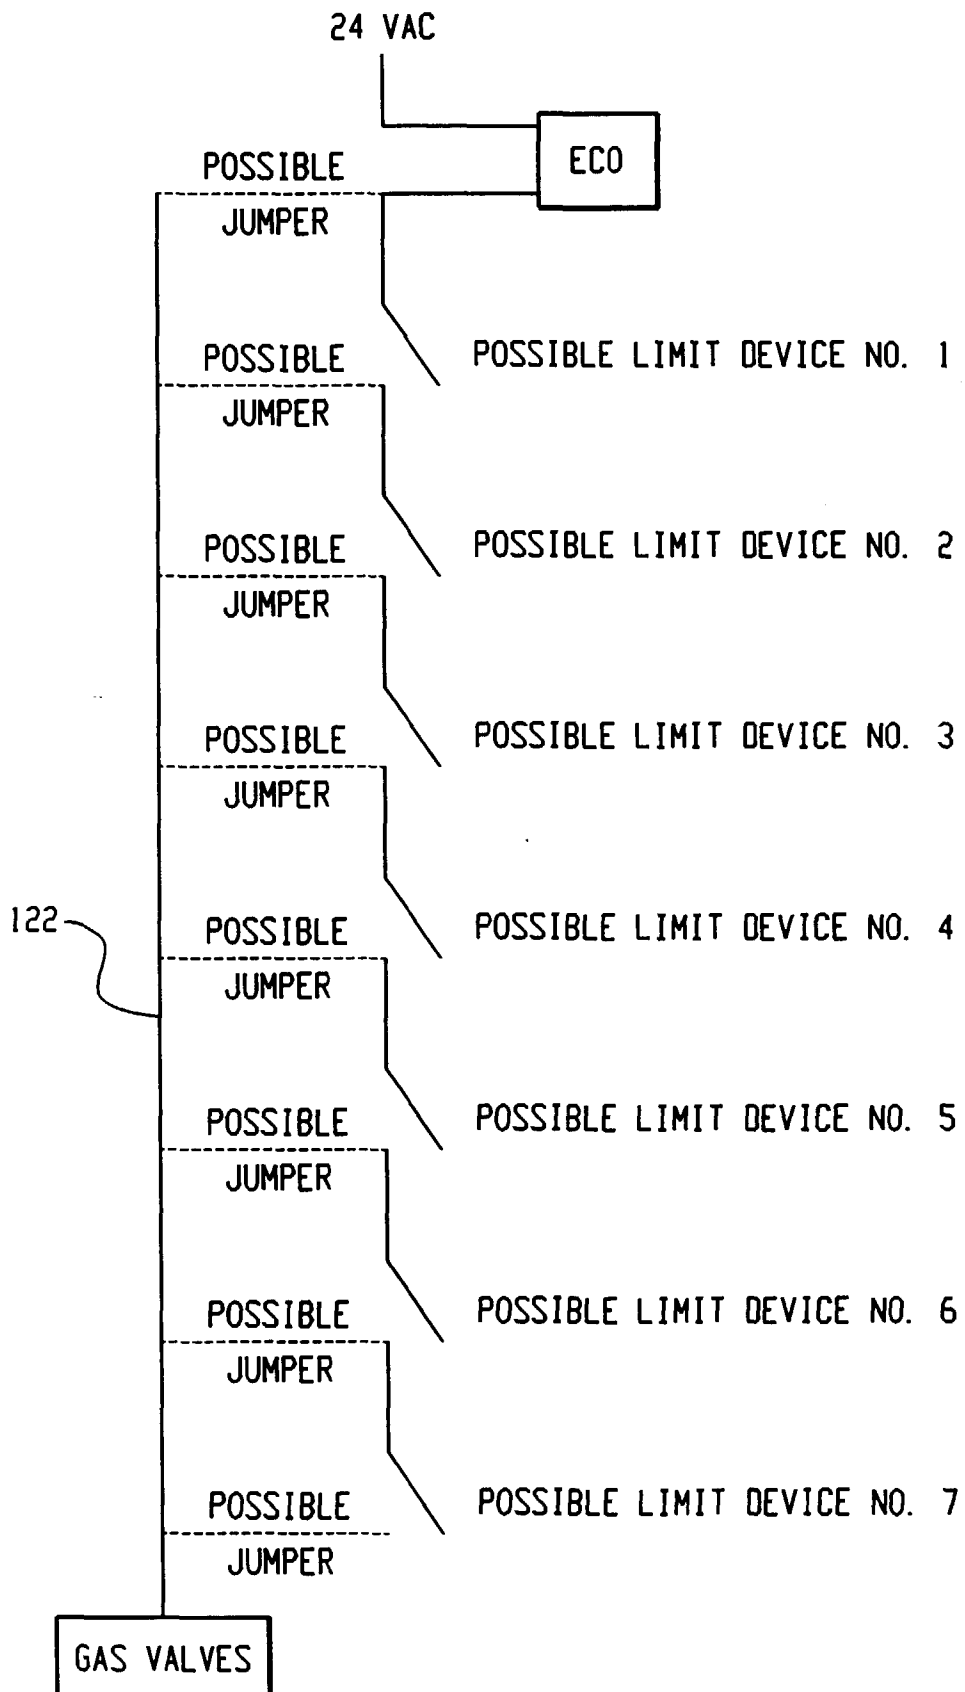 24 VAC
ECO
POSSIBLE
JUMPER
POSSIBLE LIMIT DEVICE NO. 1
POSSIBLE
JUMPER
POSSIBLE LIMIT DEVICE NO. 2
POSSIBLE
JUMPER
POSSIBLE LIMIT DEVICE NO. 3
POSSIBLE
JUMPER
POSSIBLE LIMIT DEVICE NO. 4
122
POSSIBLE
JUMPER
POSSIBLE LIMIT DEVICE NO. 5
POSSIBLE
JUMPER
POSSIBLE LIMIT DEVICE NO. 6
POSSIBLE
JUMPER
POSSIBLE LIMIT DEVICE NO. 7
POSSIBLE
JUMPER
GAS VALVES